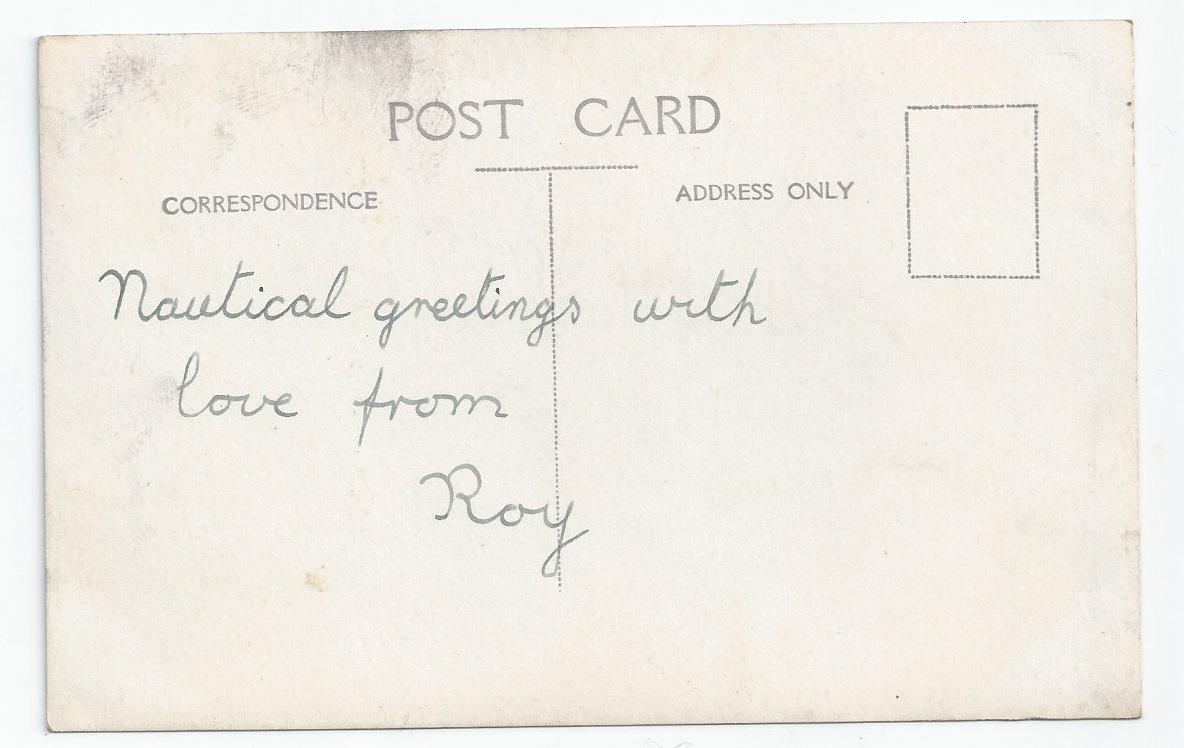 POST CARD
CORRESPONDENCE
ADDRESS ONLY
Nautical greetings with
love from
Roy